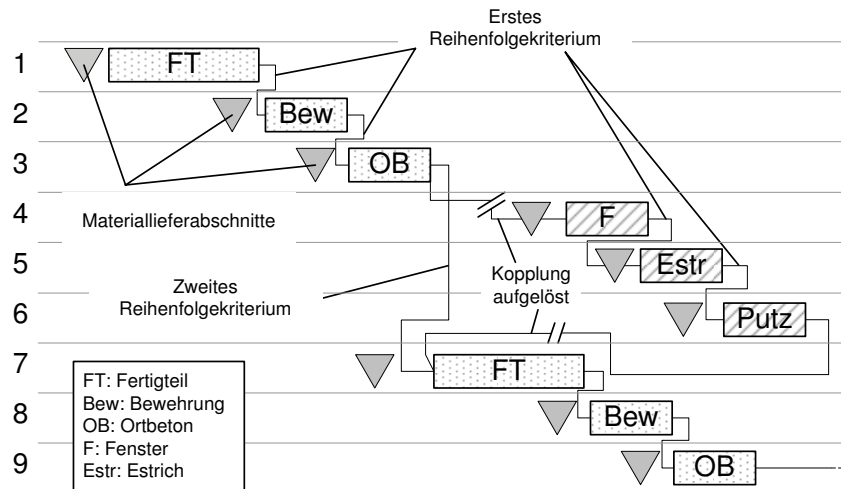 Erstes
Reihenfolgekriterium
1
FT
2
Bew
3
OB
4
F
Materiallieferabschnitte
5
Estr
Kopplung
aufgelöst
Zweites
Reihenfolgekriterium
6
Putz
7
FT
8
Bew
9
OB
FT: Fertigteil
Bew: Bewehrung
OB: Ortbeton
F: Fenster
Estr: Estrich